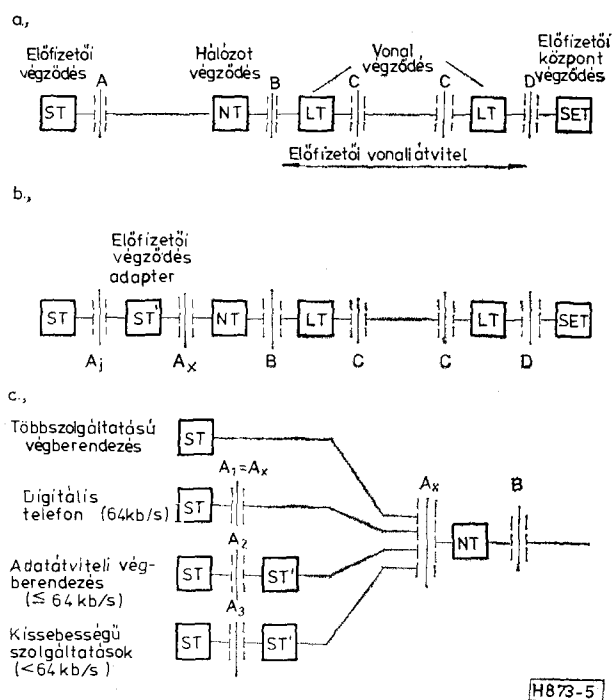 a.,
Előfizetői
végződés
Hálózot
végződés
Vonal
végződés
Előfizetői
központ
végződés
A
B
C
C
D
ST
NT
LT
LT
SET
Előfizetői vonali átvitel
b.,
Előfizetői
végződés
adapter
ST
ST'
NT
LT
LT
SET
Aj
Ax
B
C
C
D
c.,
Többszolgáltatású
végberendezés
ST
A1=Ax
Digitális
telefon (64kb/s)
ST
A2
Adatátviteli vég-
berendezés
(≤ 64 kb/s)
ST
ST'
A3
Kissebességű
szolgáltatások
(<64 kb/s)
ST
ST'
Ax
NT
B
H873-5